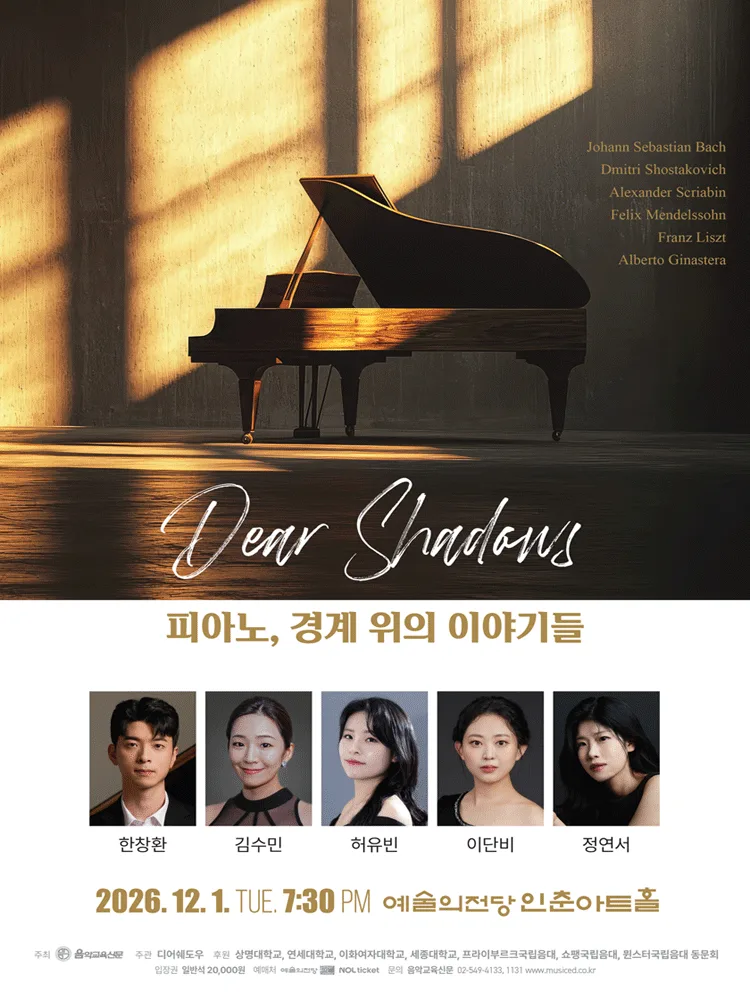 Johann Sebastian Bach
Dmitri Shostakovich
Alexander Scriabin
Felix Mendelssohn
Franz Liszt
Alberto Ginastera
Dear Shadows
피아노, 경계 위의 이야기들
한창환 김수민 허유빈 이단비 정연서
2026. 12. 1. TUE. 7:30 PM 예술의전당 인춘아트홀
주최 음악교육신문 주관 디어쉐도우 후원 상명대학교, 연세대학교, 이화여자대학교, 세종대학교, 프라이부르크국립음대, 쇼팽국립음대, 뮌스터국립음대 동문회
입장권 일반석 20,000원 예매처 예술의전당 NOL ticket 문의 음악교육신문 02-549-4133, 1131 www.musiced.co.kr